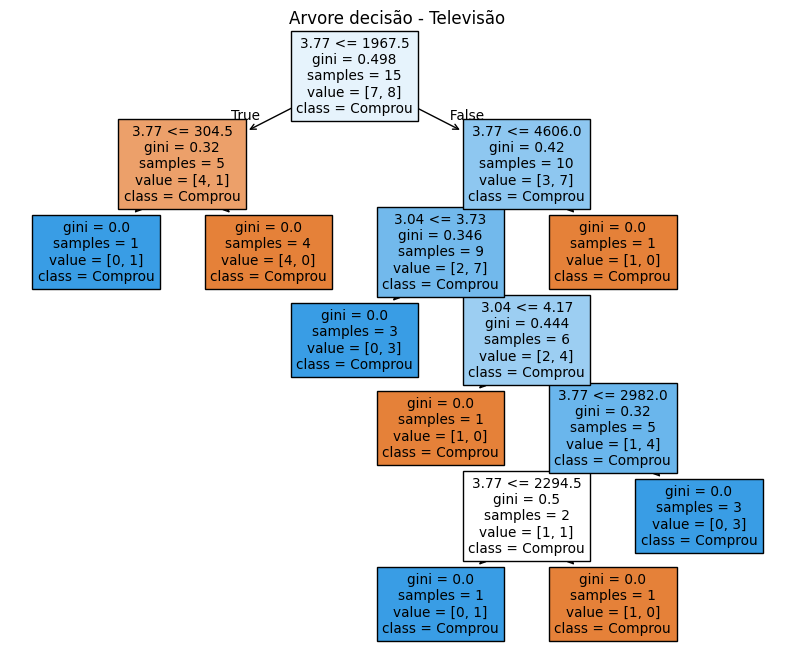 Arvore decisão - Televisão
3.77 <= 1967.5
gini = 0.498
samples = 15
value = [7, 8]
class = Comprou
True
False
3.77 <= 304.5
gini = 0.32
samples = 5
value = [4, 1]
class = Comprou
3.77 <= 4606.0
gini = 0.42
samples = 10
value = [3, 7]
class = Comprou
gini = 0.0
samples = 1
value = [0, 1]
class = Comprou
gini = 0.0
samples = 4
value = [4, 0]
class = Comprou
3.04 <= 3.73
gini = 0.346
samples = 9
value = [2, 7]
class = Comprou
gini = 0.0
samples = 1
value = [1, 0]
class = Comprou
gini = 0.0
samples = 3
value = [0, 3]
class = Comprou
3.04 <= 4.17
gini = 0.444
samples = 6
value = [2, 4]
class = Comprou
gini = 0.0
samples = 1
value = [1, 0]
class = Comprou
3.77 <= 2982.0
gini = 0.32
samples = 5
value = [1, 4]
class = Comprou
3.77 <= 2294.5
gini = 0.5
samples = 2
value = [1, 1]
class = Comprou
gini = 0.0
samples = 3
value = [0, 3]
class = Comprou
gini = 0.0
samples = 1
value = [0, 1]
class = Comprou
gini = 0.0
samples = 1
value = [1, 0]
class = Comprou